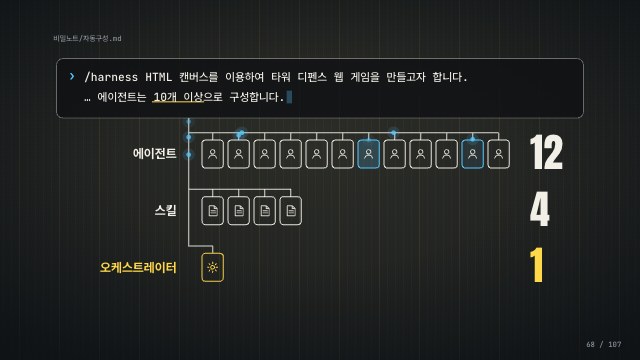 비밀노트/자동구성.md
❯ /harness HTML 캔버스를 이용하여 타워 디펜스 웹 게임을 만들고자 합니다.
… 에이전트는 10개 이상으로 구성합니다.
에이전트 12
스킬 4
오케스트레이터 1
68 / 107